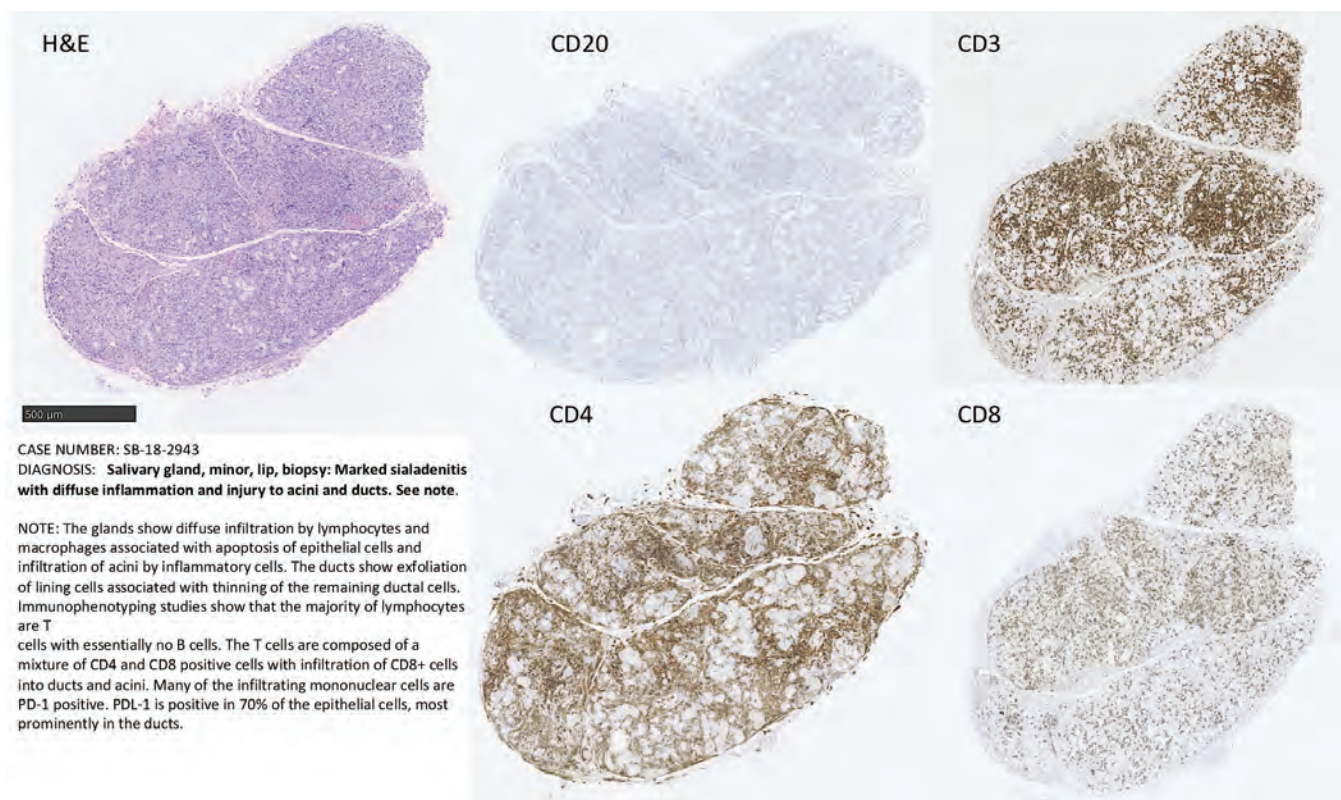 H&E
CD20
CD3
500 µm
CD4
CD8
CASE NUMBER: SB-18-2943
DIAGNOSIS: Salivary gland, minor, lip, biopsy: Marked sialadenitis
with diffuse inflammation and injury to acini and ducts. See note.
NOTE: The glands show diffuse infiltration by lymphocytes and
macrophages associated with apoptosis of epithelial cells and
infiltration of acini by inflammatory cells. The ducts show exfoliation
of lining cells associated with thinning of the remaining ductal cells.
Immunophenotyping studies show that the majority of lymphocytes
are T
cells with essentially no B cells. The T cells are composed of a
mixture of CD4 and CD8 positive cells with infiltration of CD8+ cells
into ducts and acini. Many of the infiltrating mononuclear cells are
PD-1 positive. PDL-1 is positive in 70% of the epithelial cells, most
prominently in the ducts.